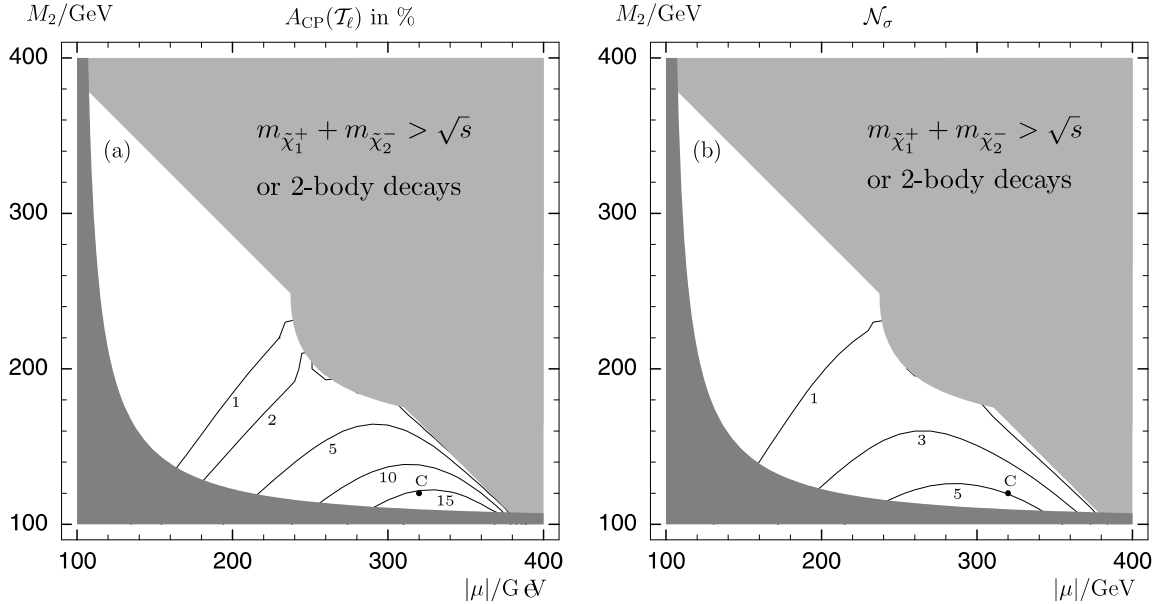 M₂/GeV
A_CP(𝒯_ℓ) in %
400
300
200
100
100
200
300
400
|μ|/GeV
(a)
m_χ̃₁⁺ + m_χ̃₂⁻ > √s
or 2-body decays
1
2
5
10
15
C
M₂/GeV
𝒩_σ
400
300
200
100
100
200
300
400
|μ|/GeV
(b)
m_χ̃₁⁺ + m_χ̃₂⁻ > √s
or 2-body decays
1
3
5
C